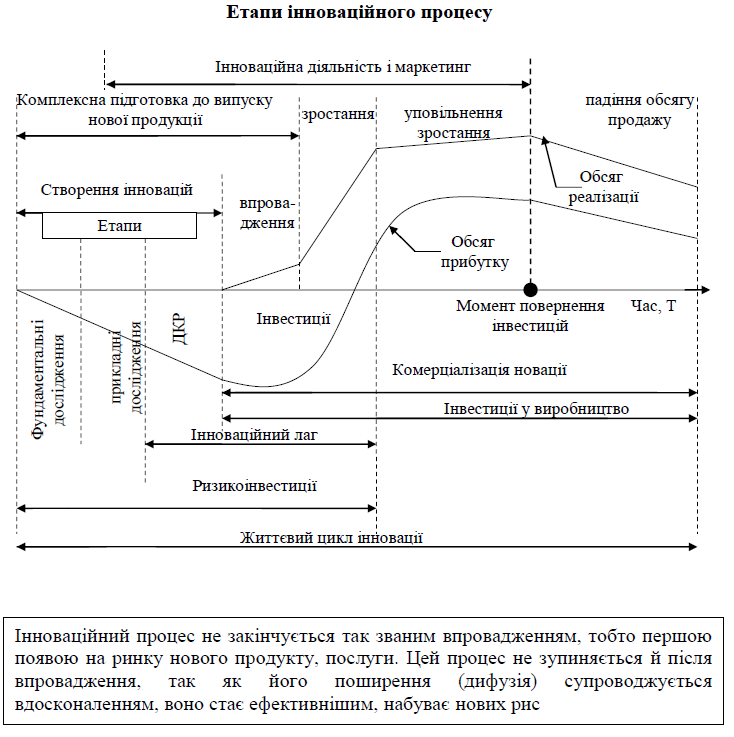 Етапи інноваційного процесу
Інноваційна діяльність і маркетинг
Комплексна підготовка до випуску
нової продукції
зростання
уповільнення
зростання
падіння обсягу
продажу
Створення інновацій
Етапи
впрова-
дження
Обсяг
реалізації
Обсяг
прибутку
Фундаментальні
дослідження
прикладні
дослідження
ДКР
Інвестиції
Момент повернення
інвестицій
Час, Т
Комерціалізація новації
Інвестиції у виробництво
Інноваційний лаг
Ризикоінвестиції
Життєвий цикл інновації
Інноваційний процес не закінчується так званим впровадженням, тобто першою
появою на ринку нового продукту, послуги. Цей процес не зупиняється й після
впровадження, так як його поширення (дифузія) супроводжується
вдосконаленням, воно стає ефективнішим, набуває нових рис